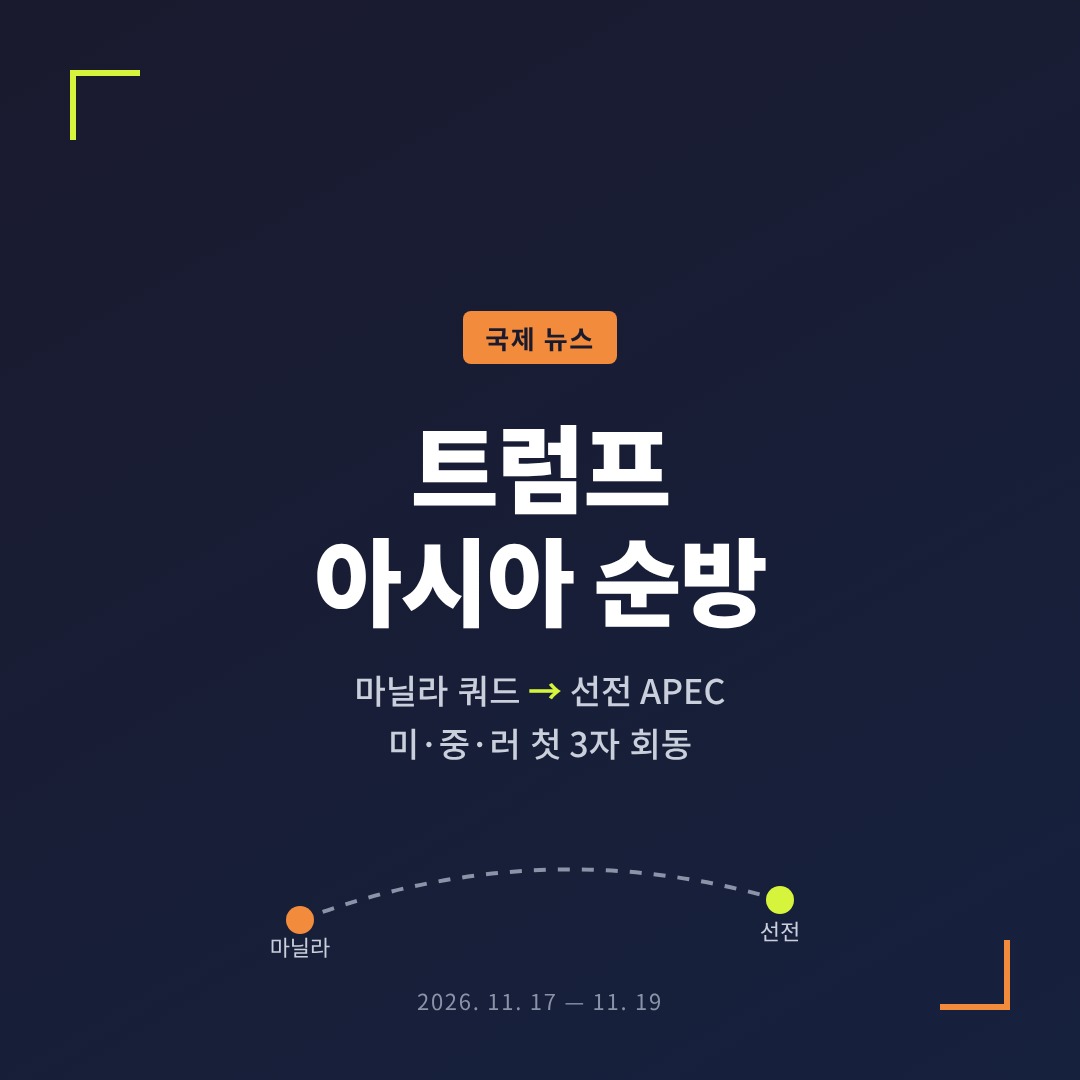 국제 뉴스
트럼프
아시아 순방
마닐라 쿼드 → 선전 APEC
미·중·러 첫 3자 회동
마닐라
선전
2026. 11. 17 — 11. 19